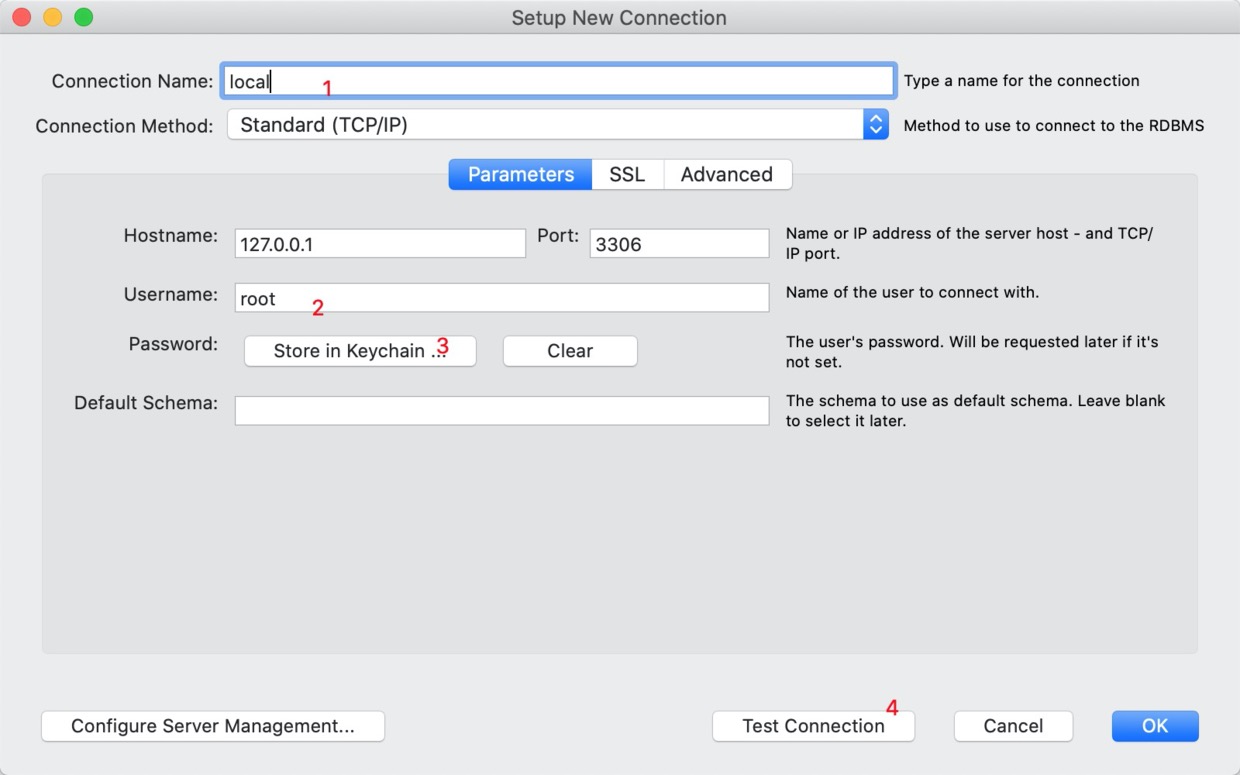 Setup New Connection
Connection Name: local 1 Type a name for the connection
Connection Method: Standard (TCP/IP) Method to use to connect to the RDBMS
Parameters SSL Advanced
Hostname: 127.0.0.1 Port: 3306 Name or IP address of the server host - and TCP/
IP port.
Username: root 2 Name of the user to connect with.
Password: Store in Keychain ... 3 Clear The user's password. Will be requested later if it's
not set.
Default Schema: The schema to use as default schema. Leave blank
to select it later.
Configure Server Management... Test Connection 4 Cancel OK